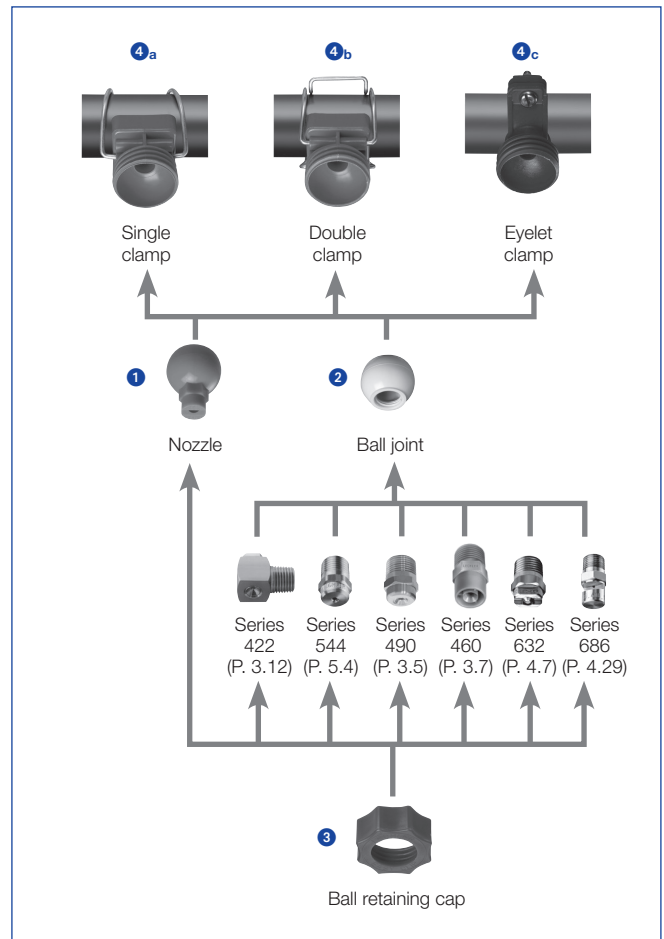 4a 4b 4c
Single clamp
Double clamp
Eyelet clamp
1 2
Nozzle Ball joint
Series 422 (P. 3.12)
Series 544 (P. 5.4)
Series 490 (P. 3.5)
Series 460 (P. 3.7)
Series 632 (P. 4.7)
Series 686 (P. 4.29)
3
Ball retaining cap